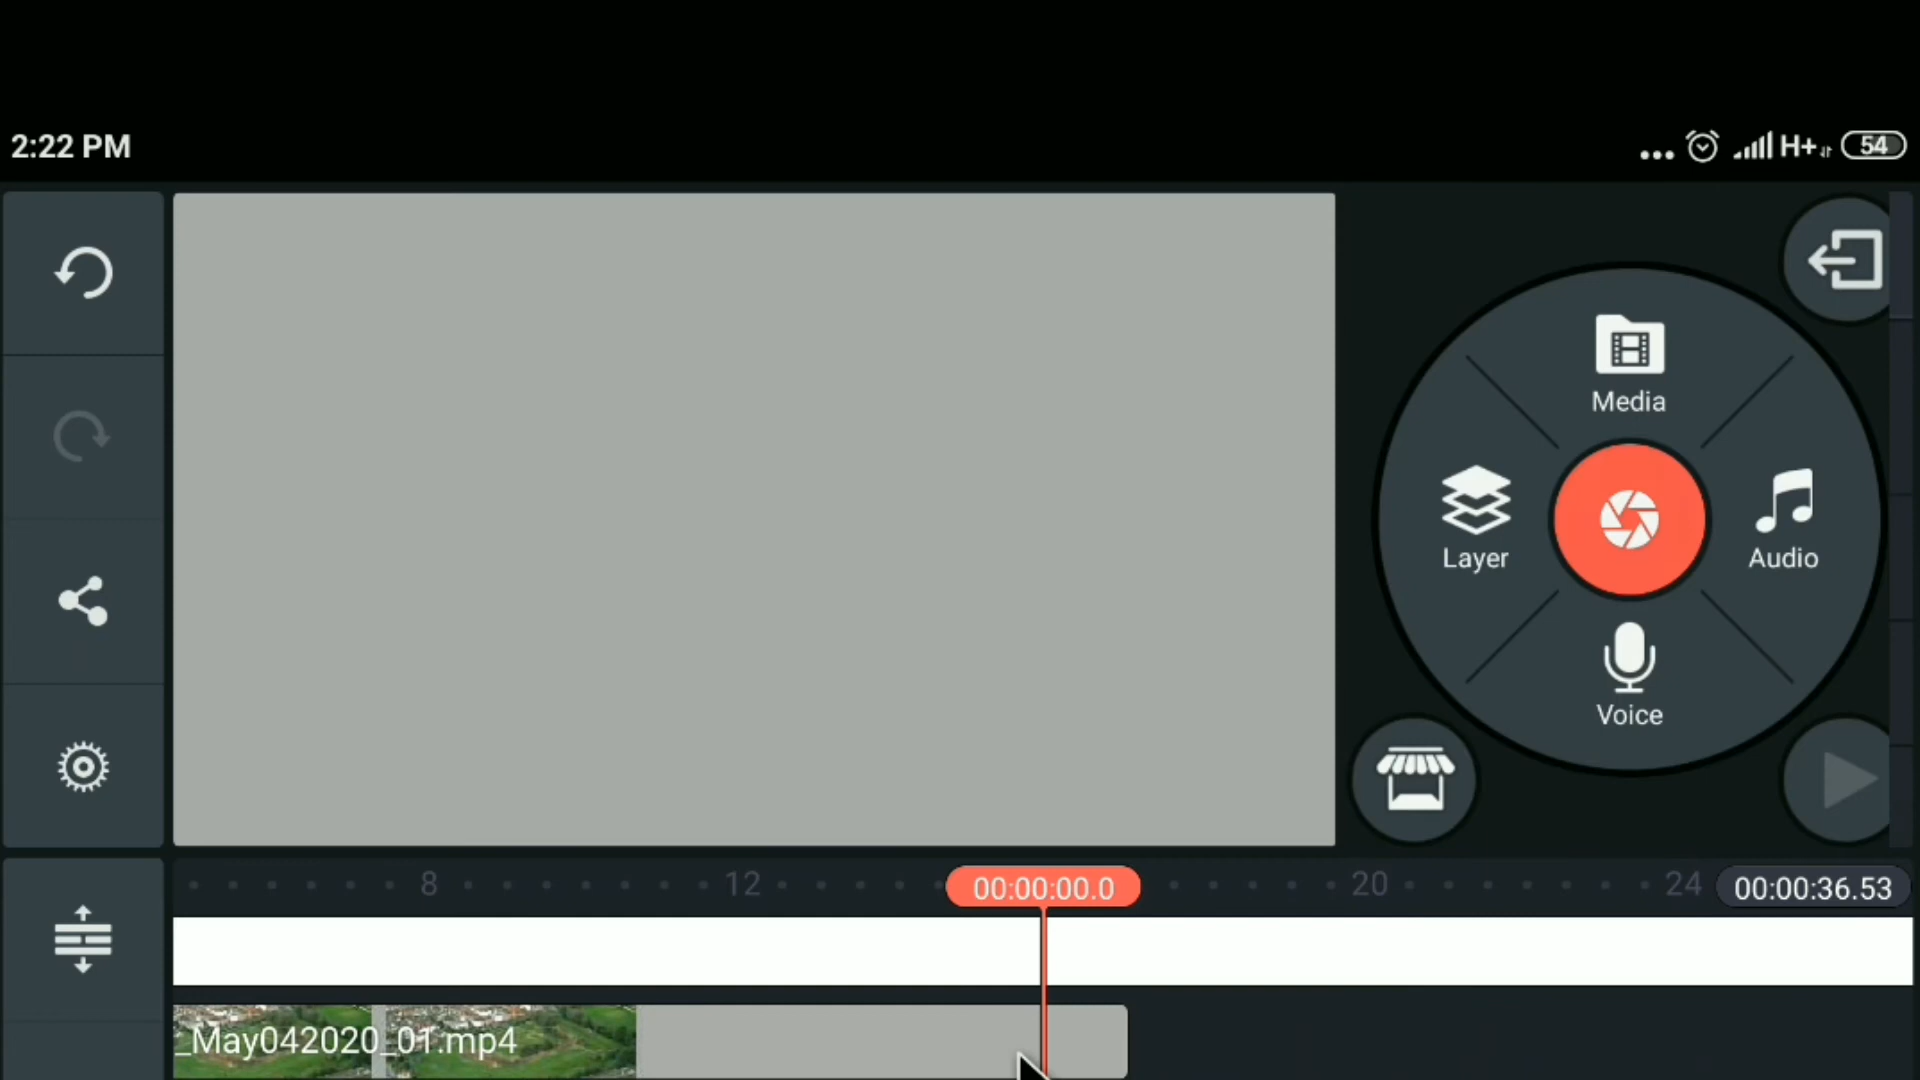 2:22 PM
H+
54
Media
Layer
Audio
Voice
8
12
00:00:00.0
20
24
00:00:36.53
_May042020_01.mp4